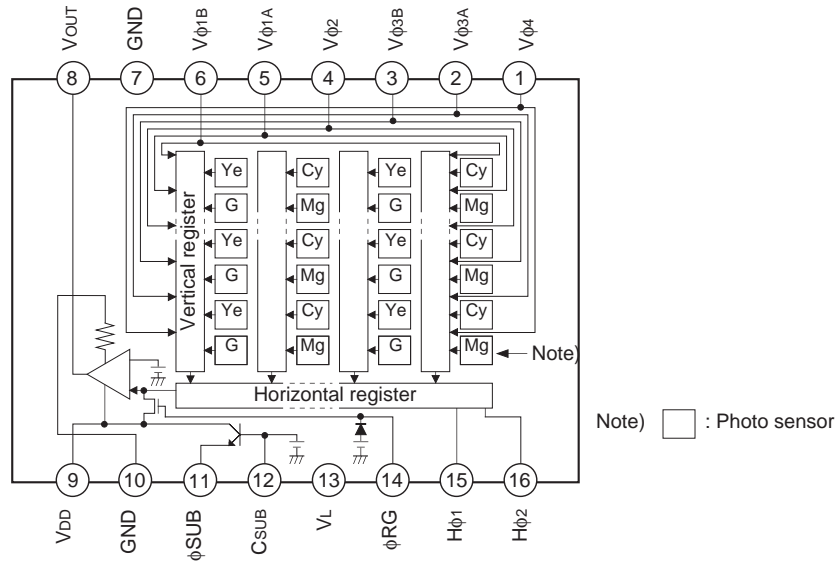 VOUT GND Vϕ1B Vϕ1A Vϕ2 Vϕ3B Vϕ3A Vϕ4
8 7 6 5 4 3 2 1
Ye Cy Ye Cy
G Mg G Mg
Ye Cy Ye Cy
G Mg G Mg
Ye Cy Ye Cy
G Mg G Mg
Vertical register
Note)
Horizontal register
Note) : Photo sensor
9 10 11 12 13 14 15 16
VDD GND ϕSUB CSUB VL ϕRG Hϕ1 Hϕ2